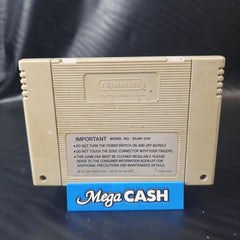 Nintendo
IMPORTANT MODEL NO.: SNSP-006
• DO NOT TURN THE POWER SWITCH ON AND OFF RAPIDLY.
• DO NOT TOUCH THE EDGE CONNECTOR WITH YOUR FINGERS.
• THIS GAME PAK MUST BE CLEANED REGULARLY. PLEASE
REFER TO THE CONSUMER INFORMATION BOOKLET FOR
ADDITIONAL PRECAUTIONS AND MAINTENANCE DETAILS.
Mega CASH